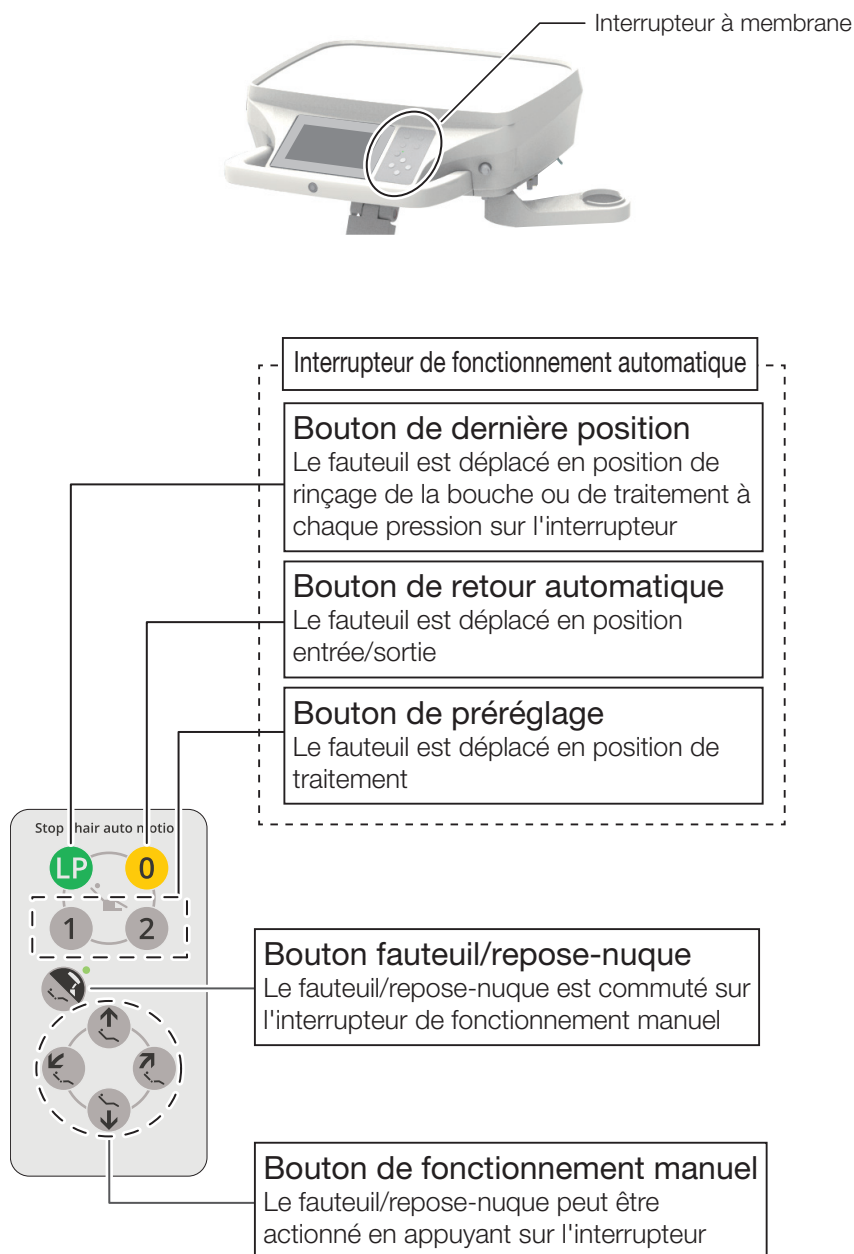 Interrupteur à membrane
Interrupteur de fonctionnement automatique
Bouton de dernière position
Le fauteuil est déplacé en position de
rinçage de la bouche ou de traitement à
chaque pression sur l'interrupteur
Bouton de retour automatique
Le fauteuil est déplacé en position
entrée/sortie
Bouton de préréglage
Le fauteuil est déplacé en position de
traitement
Stop chair auto motion
LP 0
1 2
Bouton fauteuil/repose-nuque
Le fauteuil/repose-nuque est commuté sur
l'interrupteur de fonctionnement manuel
Bouton de fonctionnement manuel
Le fauteuil/repose-nuque peut être
actionné en appuyant sur l'interrupteur